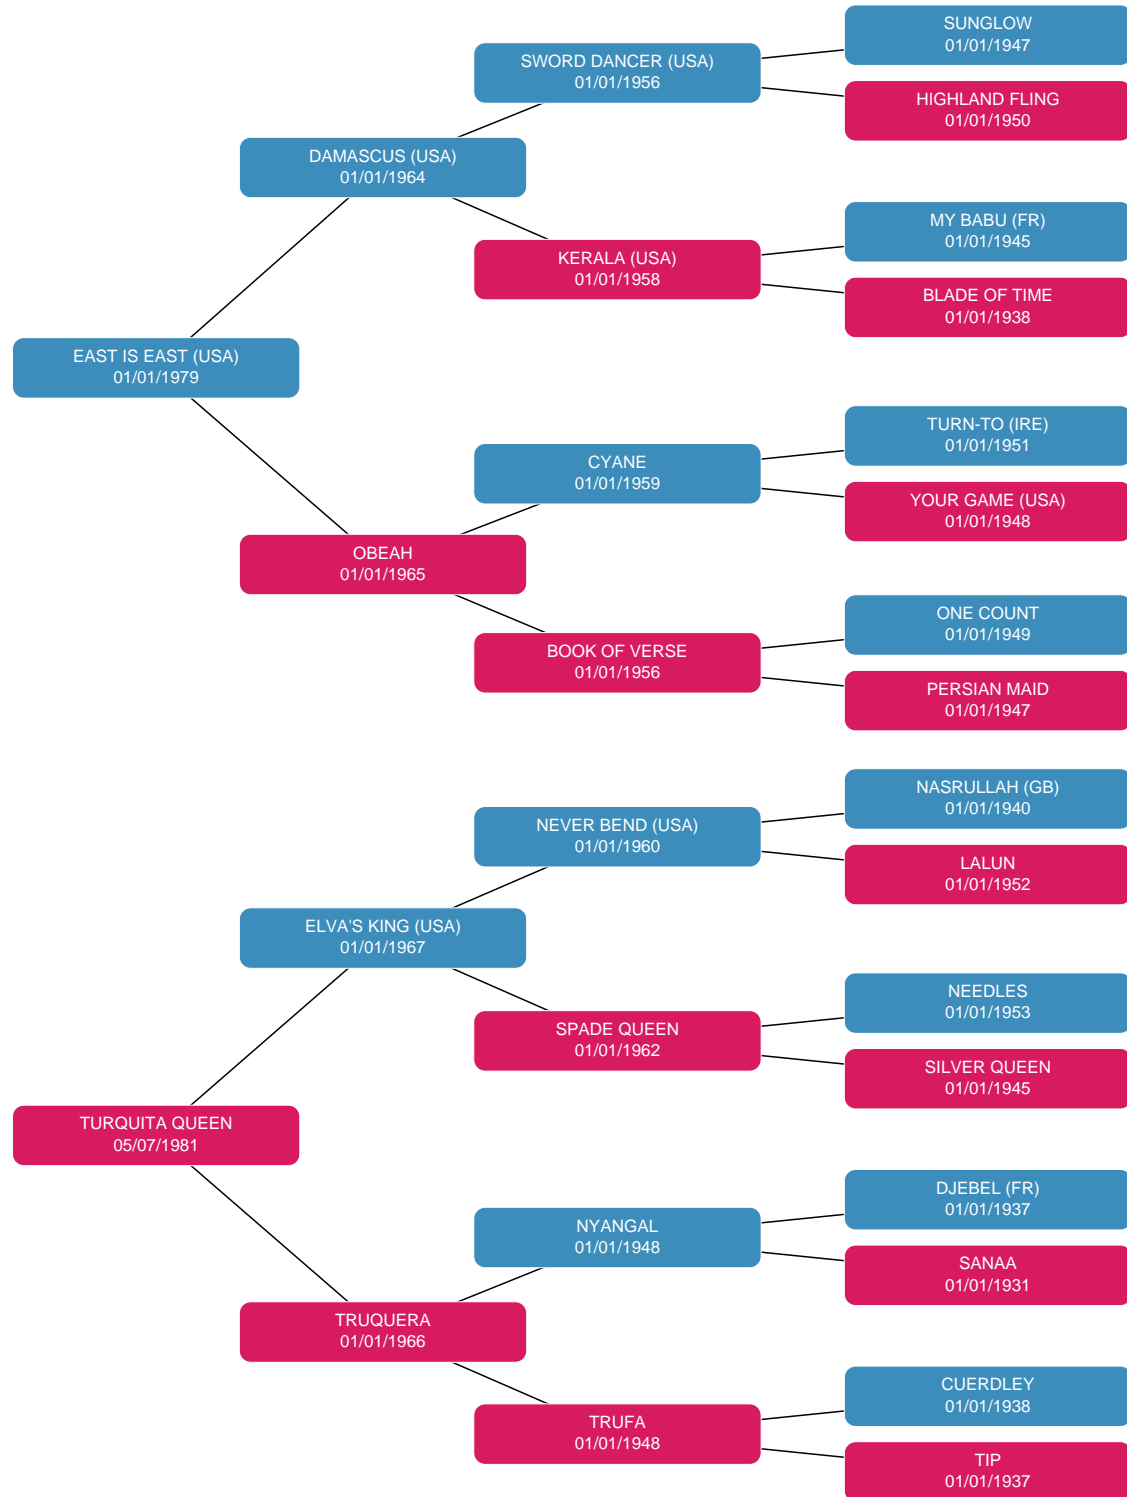 SUNGLOW
01/01/1947
SWORD DANCER (USA)
01/01/1956
HIGHLAND FLING
01/01/1950
DAMASCUS (USA)
01/01/1964
MY BABU (FR)
01/01/1945
KERALA (USA)
01/01/1958
BLADE OF TIME
01/01/1938
EAST IS EAST (USA)
01/01/1979
TURN-TO (IRE)
01/01/1951
CYANE
01/01/1959
YOUR GAME (USA)
01/01/1948
OBEAH
01/01/1965
ONE COUNT
01/01/1949
BOOK OF VERSE
01/01/1956
PERSIAN MAID
01/01/1947
NASRULLAH (GB)
01/01/1940
NEVER BEND (USA)
01/01/1960
LALUN
01/01/1952
ELVA'S KING (USA)
01/01/1967
NEEDLES
01/01/1953
SPADE QUEEN
01/01/1962
SILVER QUEEN
01/01/1945
TURQUITA QUEEN
05/07/1981
DJEBEL (FR)
01/01/1937
NYANGAL
01/01/1948
SANAA
01/01/1931
TRUQUERA
01/01/1966
CUERDLEY
01/01/1938
TRUFA
01/01/1948
TIP
01/01/1937